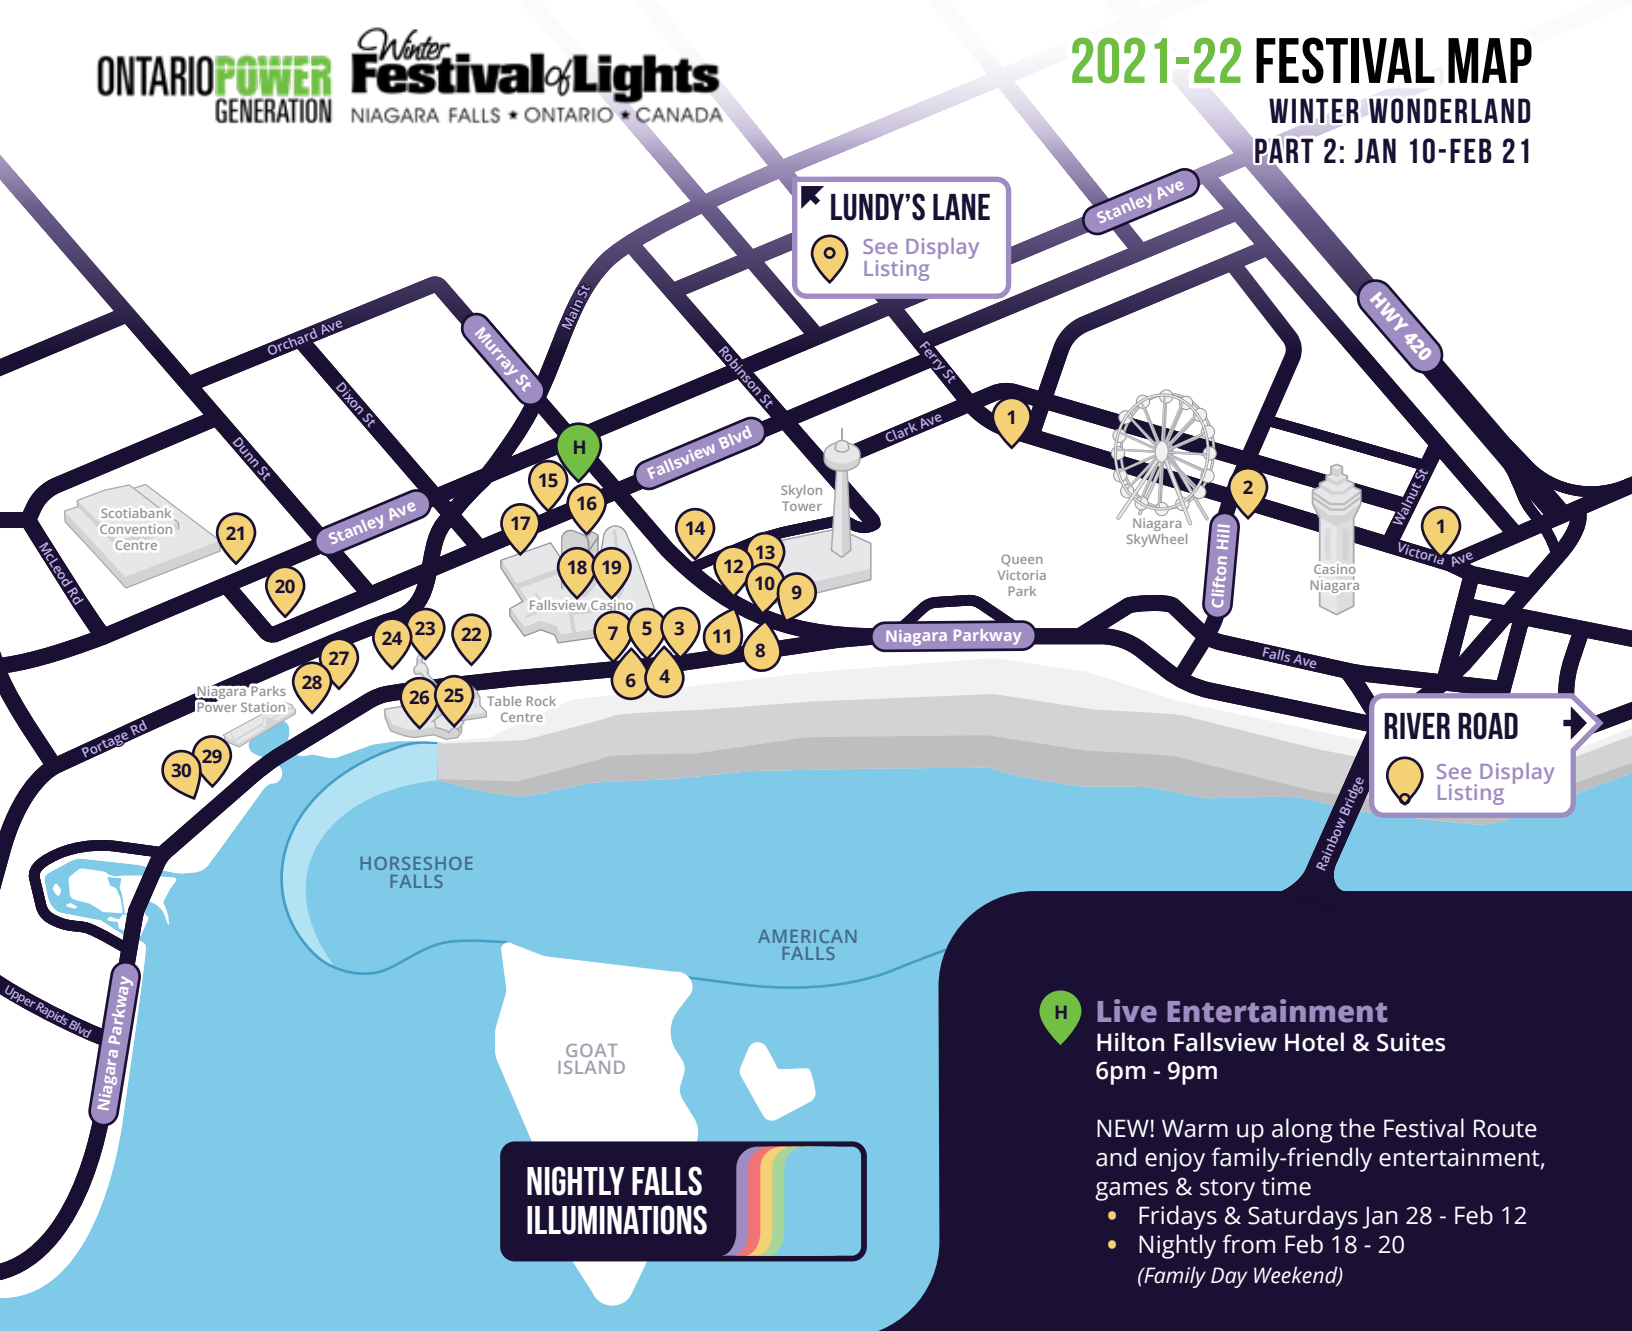 ONTARIOPOWER
GENERATION
Winter
Festival of Lights
NIAGARA FALLS ★ ONTARIO ★ CANADA
2021-22 FESTIVAL MAP
WINTER WONDERLAND
PART 2: JAN 10-FEB 21
LUNDY'S LANE
See Display
Listing
Stanley Ave
HWY 420
Main St
Orchard Ave
Murray St
Dixon St
Robinson St
Ferry St
Clark Ave
Fallsview Blvd
Dunn St
Stanley Ave
McLeod Rd
Scotiabank
Convention
Centre
Skylon
Tower
Niagara
SkyWheel
Queen
Victoria
Park
Casino
Niagara
Clifton Hill
Walnut St
Victoria Ave
Falls Ave
Niagara Parkway
Fallsview Casino
H
1
2
1
15
16
17
14
13
12
10
9
18
19
21
20
7
5
3
11
8
6
4
24
23
22
27
28
26
25
29
30
Niagara Parks
Power Station
Table Rock
Centre
Portage Rd
RIVER ROAD
See Display
Listing
Rainbow Bridge
HORSESHOE
FALLS
AMERICAN
FALLS
GOAT
ISLAND
Upper Rapids Blvd
Niagara Parkway
NIGHTLY FALLS
ILLUMINATIONS
H
Live Entertainment
Hilton Fallsview Hotel & Suites
6pm - 9pm
NEW! Warm up along the Festival Route
and enjoy family-friendly entertainment,
games & story time
• Fridays & Saturdays Jan 28 - Feb 12
• Nightly from Feb 18 - 20
(Family Day Weekend)